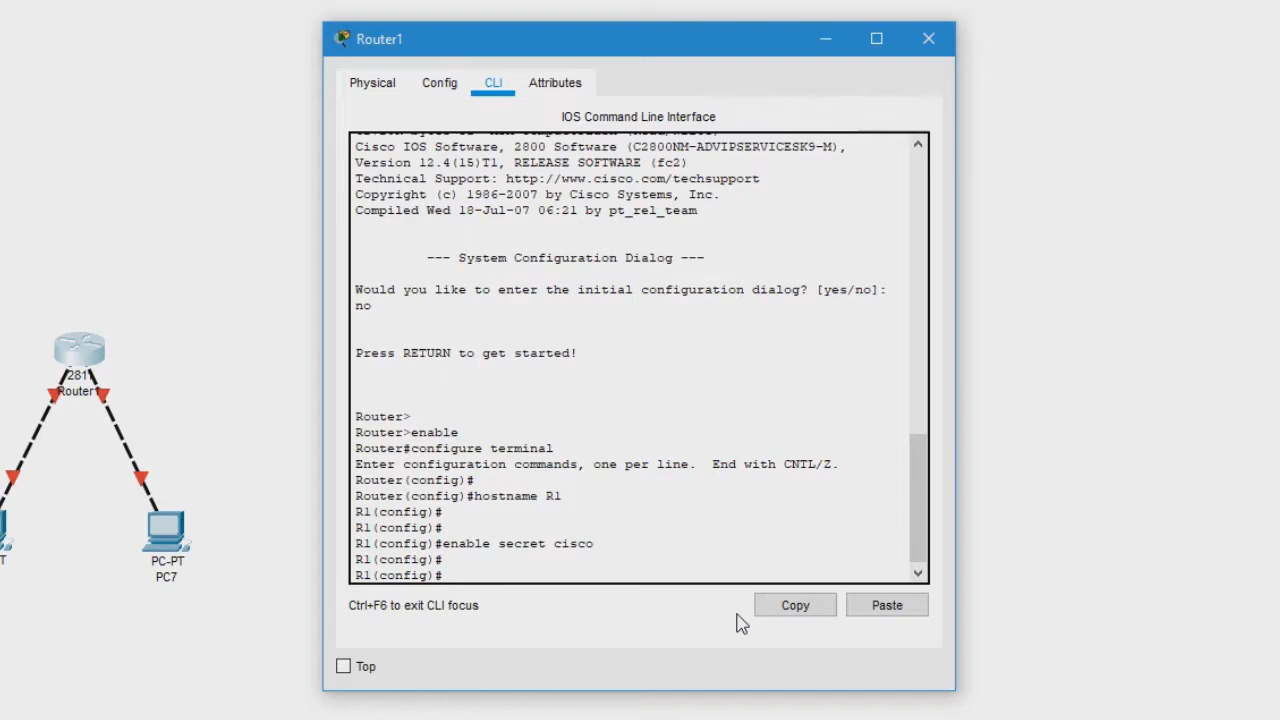 Router1
Physical Config CLI Attributes
IOS Command Line Interface
Cisco IOS Software, 2800 Software (C2800NM-ADVIPSERVICESK9-M),
Version 12.4(15)T1, RELEASE SOFTWARE (fc2)
Technical Support: http://www.cisco.com/techsupport
Copyright (c) 1986-2007 by Cisco Systems, Inc.
Compiled Wed 18-Jul-07 06:21 by pt_rel_team
--- System Configuration Dialog ---
Would you like to enter the initial configuration dialog? [yes/no]:
no
Press RETURN to get started!
Router>
Router>enable
Router#configure terminal
Enter configuration commands, one per line.  End with CNTL/Z.
Router(config)#
Router(config)#hostname R1
R1(config)#
R1(config)#
R1(config)#enable secret cisco
R1(config)#
R1(config)#
Ctrl+F6 to exit CLI focus
Copy Paste
Top
Router1
PC-PT
PC7